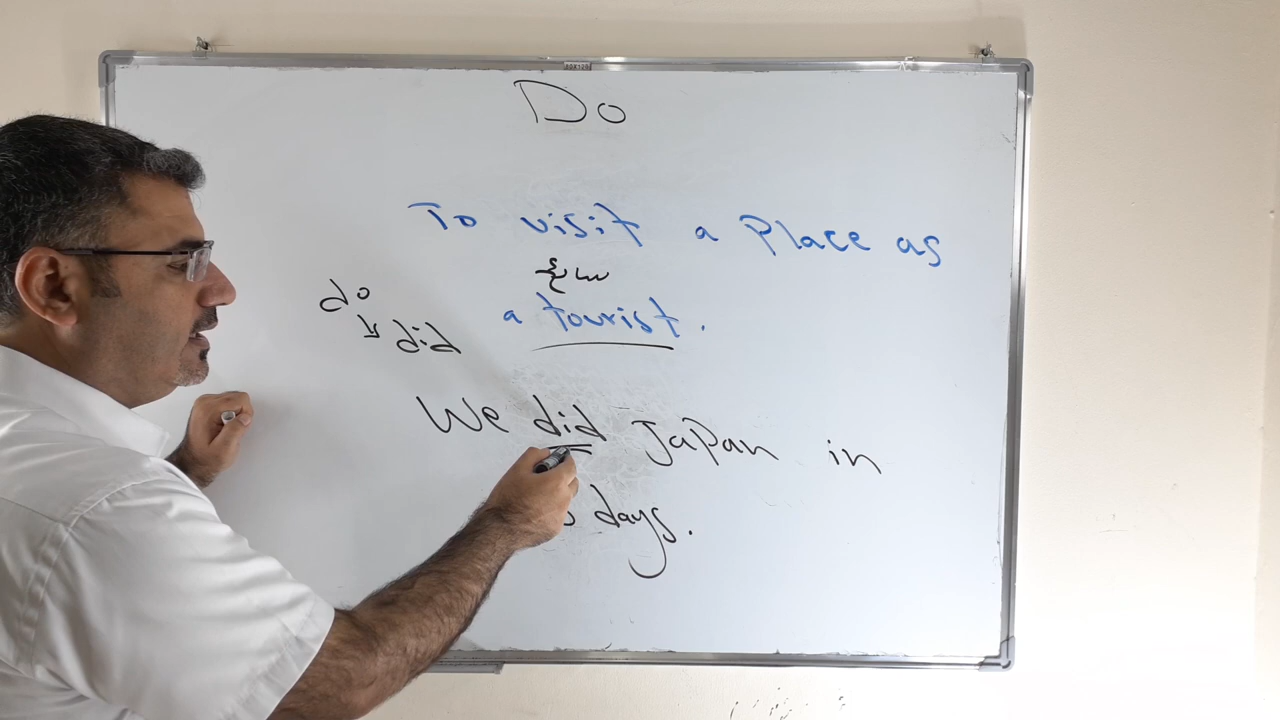 Do
To visit a place as
سائح
a tourist.
do
did
We did Japan in
days.